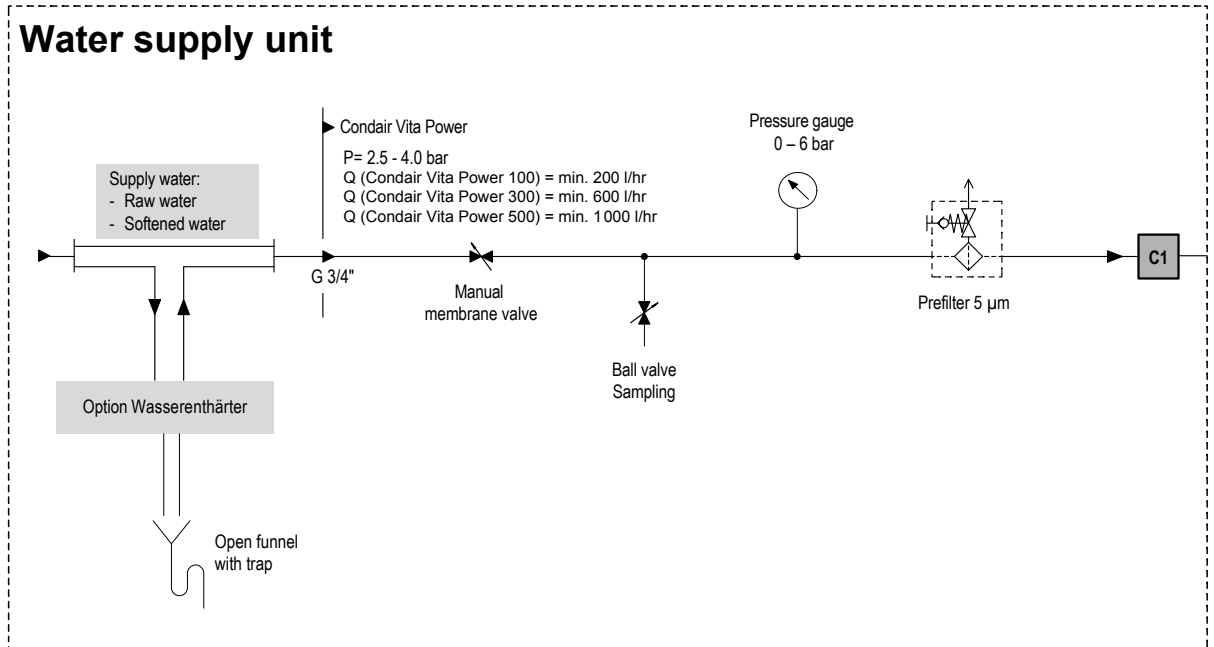 Water supply unit
Condair Vita Power
P= 2.5 - 4.0 bar
Q (Condair Vita Power 100) = min. 200 l/hr
Q (Condair Vita Power 300) = min. 600 l/hr
Q (Condair Vita Power 500) = min. 1000 l/hr
Pressure gauge
0 – 6 bar
Supply water:
- Raw water
- Softened water
G 3/4"
Manual
membrane valve
C1
Prefilter 5 µm
Ball valve
Sampling
Option Wasserenthärter
Open funnel
with trap